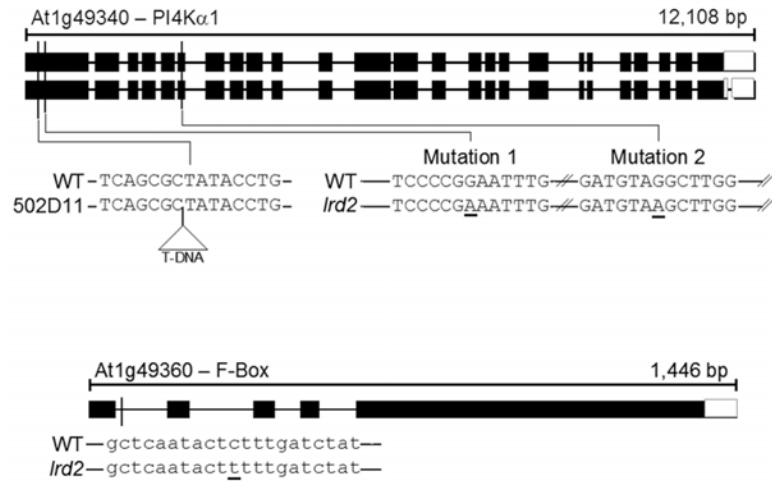 At1g49340 – PI4Kα1 12,108 bp
Mutation 1 Mutation 2
WT –TCAGCGCTATACCTG– WT —TCCCCGGAATTTG—//—GATGTAGGCTTGG —//
502D11 –TCAGCGCTATACCTG– lrd2 —TCCCCGAAATTTG—//—GATGTAAGCTTGG —//
T-DNA
At1g49360 – F-Box 1,446 bp
WT —gctcaatactctttgatctat——
lrd2 —gctcaatacttttttgatctat—